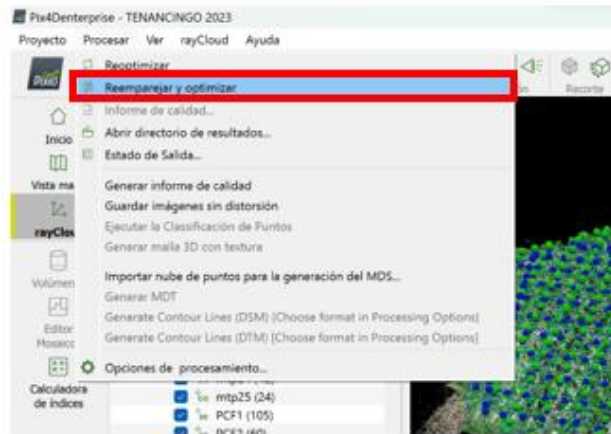 Pix4Denterprise - TENANCINGO 2023
Proyecto Procesar Ver rayCloud Ayuda
Reoptimizar
Reemparejar y optimizar
Recorte
Informe de calidad...
Inicio
Abrir directorio de resultados...
Estado de Salida...
Vista ma
Generar informe de calidad
Guardar imágenes sin distorsión
rayClou
Ejecutar la Classificación de Puntos
Generar malla 3D con textura
Volúmen
Importar nube de puntos para la generación del MDS...
Generar MDT
Generate Contour Lines (DSM) [Choose format in Processing Options]
Editor
Mosaico
Generate Contour Lines (DTM) [Choose format in Processing Options]
Opciones de procesamiento...
Calculadora
de índices
mtp25 (24)
PCF1 (105)